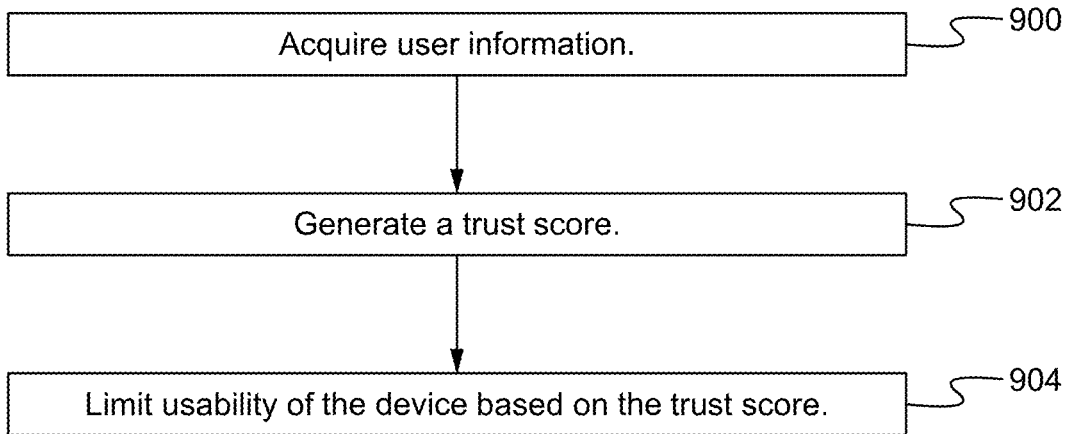 Acquire user information.
900
Generate a trust score.
902
Limit usability of the device based on the trust score.
904